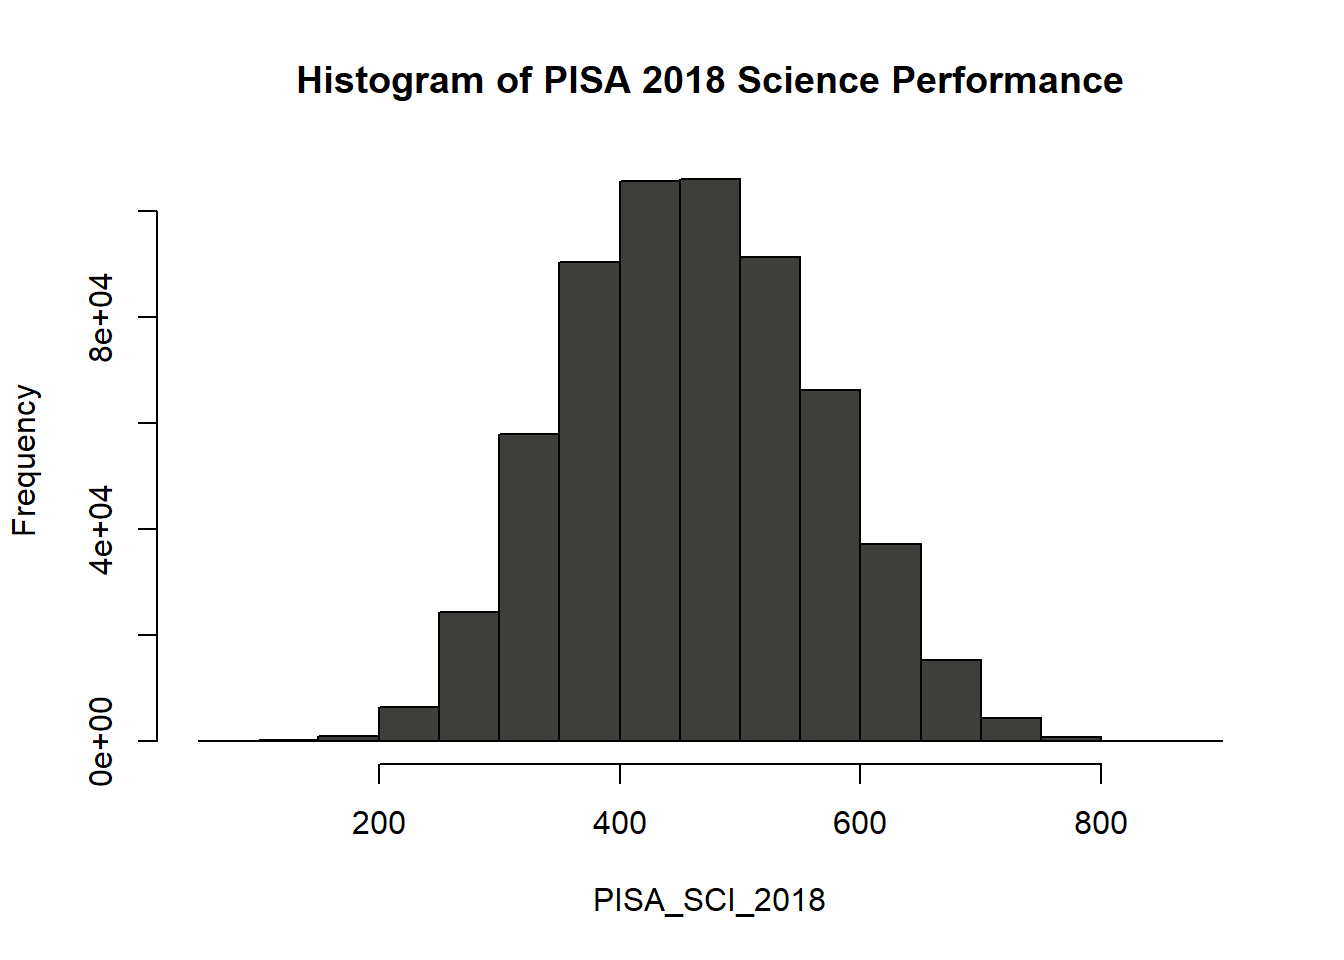 Histogram of PISA 2018 Science Performance
Frequency
8e+04
4e+04
0e+00
200 400 600 800
PISA_SCI_2018